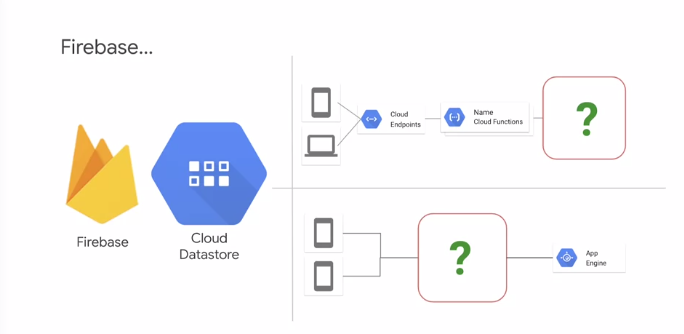 Firebase...
Firebase
Cloud
Datastore
Cloud
Endpoints
Name
Cloud Functions
?
?
App
Engine